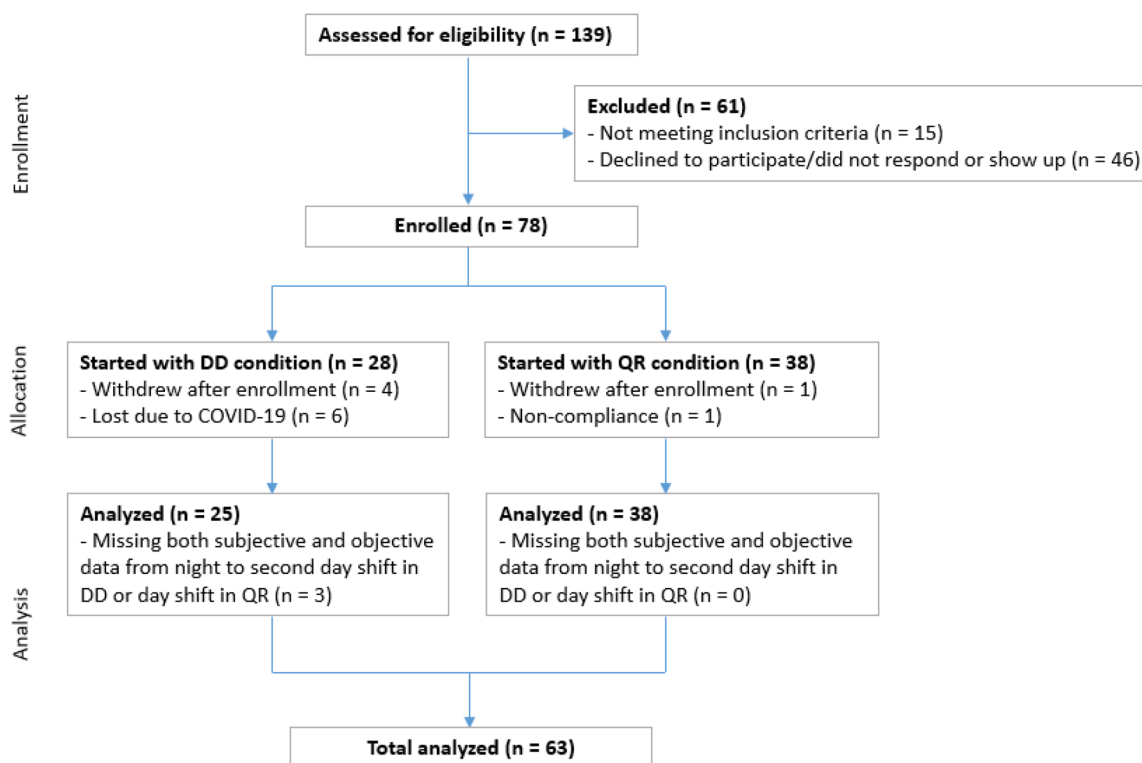 Assessed for eligibility (n = 139)
Enrollment
Excluded (n = 61)
- Not meeting inclusion criteria (n = 15)
- Declined to participate/did not respond or show up (n = 46)
Enrolled (n = 78)
Allocation
Started with DD condition (n = 28)
- Withdrew after enrollment (n = 4)
- Lost due to COVID-19 (n = 6)
Started with QR condition (n = 38)
- Withdrew after enrollment (n = 1)
- Non-compliance (n = 1)
Analysis
Analyzed (n = 25)
- Missing both subjective and objective
data from night to second day shift in
DD or day shift in QR (n = 3)
Analyzed (n = 38)
- Missing both subjective and objective
data from night to second day shift in
DD or day shift in QR (n = 0)
Total analyzed (n = 63)